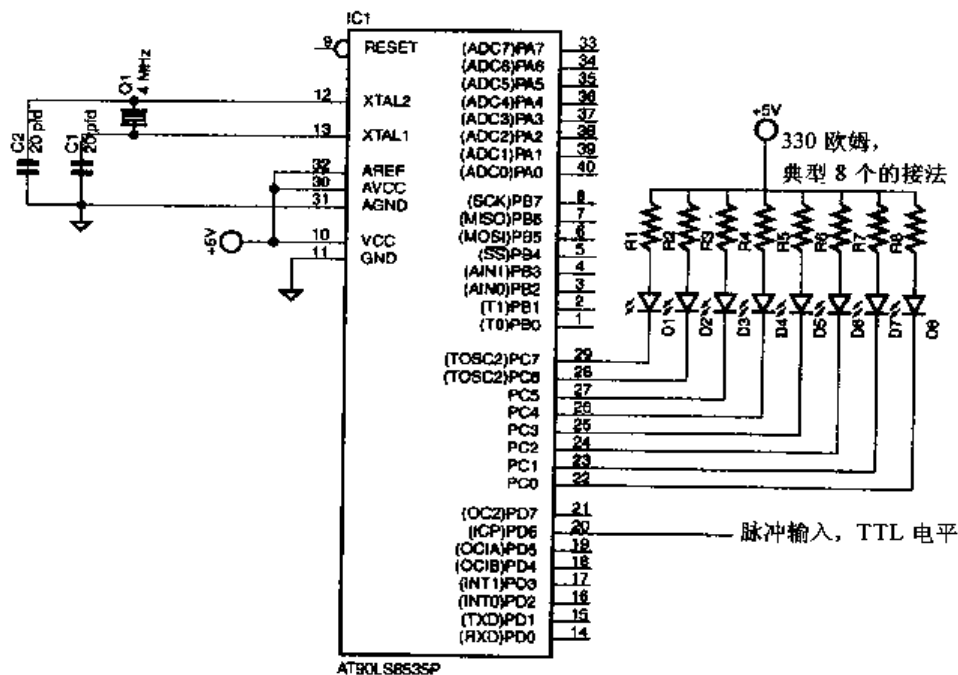 IC1
9 RESET
12 XTAL2
13 XTAL1
32 AREF
30 AVCC
31 AGND
10 VCC
11 GND
Q1
4 MHz
C2
20 pfd
C1
20 pfd
+5V
(ADC7)PA7 33
(ADC6)PA6 34
(ADC5)PA5 35
(ADC4)PA4 36
(ADC3)PA3 37
(ADC2)PA2 38
(ADC1)PA1 39
(ADC0)PA0 40
(SCK)PB7 8
(MISO)PB6 7
(MOSI)PB5 6
(SS)PB4 5
(AIN1)PB3 4
(AIN0)PB2 3
(T1)PB1 2
(T0)PB0 1
(TOSC2)PC7 29
(TOSC2)PC6 28
PC5 27
PC4 26
PC3 25
PC2 24
PC1 23
PC0 22
(OC2)PD7 21
(ICP)PD6 20
(OCIA)PD5 19
(OCIB)PD4 18
(INT1)PD3 17
(INT0)PD2 16
(TXD)PD1 15
(RXD)PD0 14
AT90LS8535P
+5V
330 欧姆，
典型 8 个的接法
R1 R2 R3 R4 R5 R6 R7 R8
D1 D2 D3 D4 D5 D6 D7 D8
脉冲输入，TTL 电平